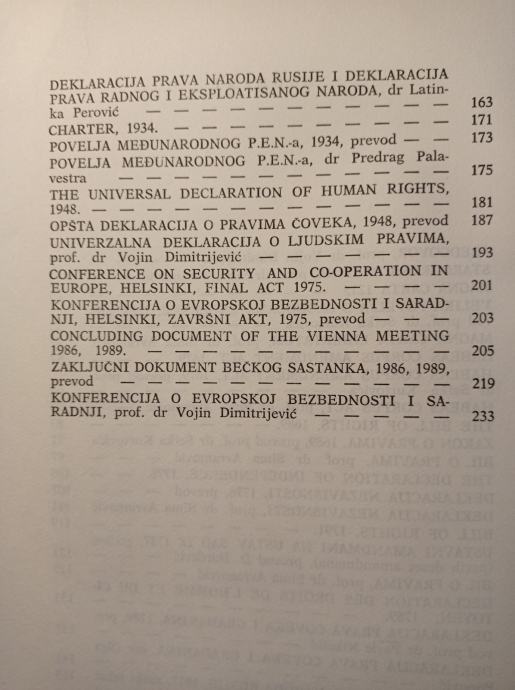 DEKLARACIJA PRAVA NARODA RUSIJE I DEKLARACIJA
PRAVA RADNOG I EKSPLOATISANOG NARODA, dr Latin-
ka Perović — — — — — — — — — — 163
CHARTER, 1934. — — — — — — — — — — 171
POVELJA MEĐUNARODNOG P.E.N.-a, 1934, prevod — — 173
POVELJA MEĐUNARODNOG P.E.N.-a, dr Predrag Pala-
vestra — — — — — — — — — — — — 175
THE UNIVERSAL DECLARATION OF HUMAN RIGHTS,
1948. — — — — — — — — — — — — — 181
OPŠTA DEKLARACIJA O PRAVIMA ČOVEKA, 1948, prevod 187
UNIVERZALNA DEKLARACIJA O LJUDSKIM PRAVIMA,
prof. dr Vojin Dimitrijević — — — — — — — 193
CONFERENCE ON SECURITY AND CO-OPERATION IN
EUROPE, HELSINKI, FINAL ACT 1975. — — — — 201
KONFERENCIJA O EVROPSKOJ BEZBEDNOSTI I SARAD-
NJI, HELSINKI, ZAVRŠNI AKT, 1975, prevod — — — 203
CONCLUDING DOCUMENT OF THE VIENNA MEETING
1986, 1989. — — — — — — — — — — — 205
ZAKLJUČNI DOKUMENT BEČKOG SASTANKA, 1986, 1989,
prevod — — — — — — — — — — — — 219
KONFERENCIJA O EVROPSKOJ BEZBEDNOSTI I SA-
RADNJI, prof. dr Vojin Dimitrijević — — — — — 233